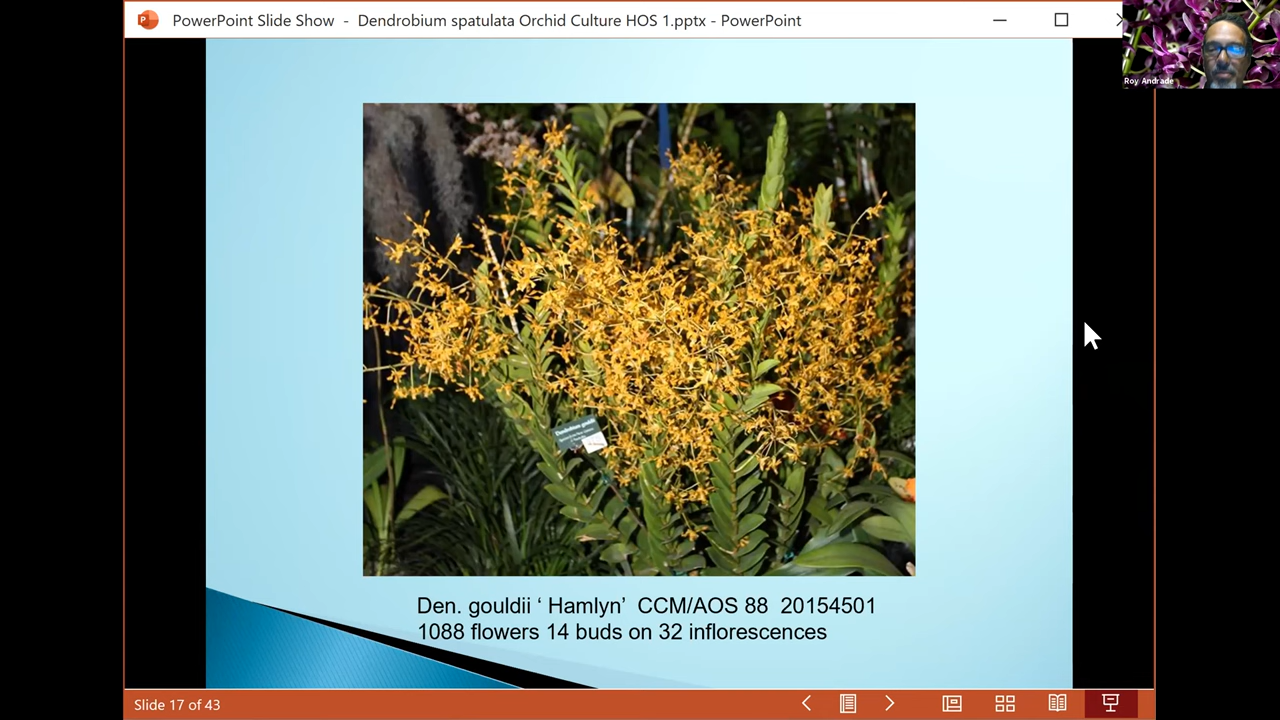 PowerPoint Slide Show - Dendrobium spatulata Orchid Culture HOS 1.pptx - PowerPoint
Roy Andrade
Den. gouldii ‘ Hamlyn’ CCM/AOS 88 20154501
1088 flowers 14 buds on 32 inflorescences
Slide 17 of 43